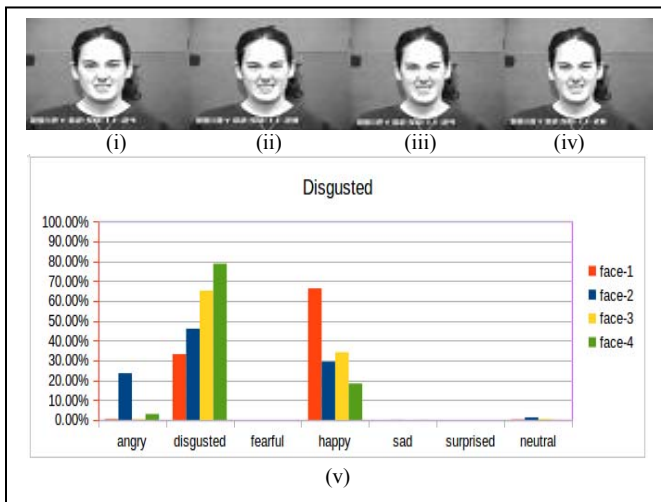 (i) (ii) (iii) (iv)
Disgusted
100.00%
90.00%
80.00%
70.00%
60.00%
50.00%
40.00%
30.00%
20.00%
10.00%
0.00%
angry disgusted fearful happy sad surprised neutral
face-1
face-2
face-3
face-4
(v)